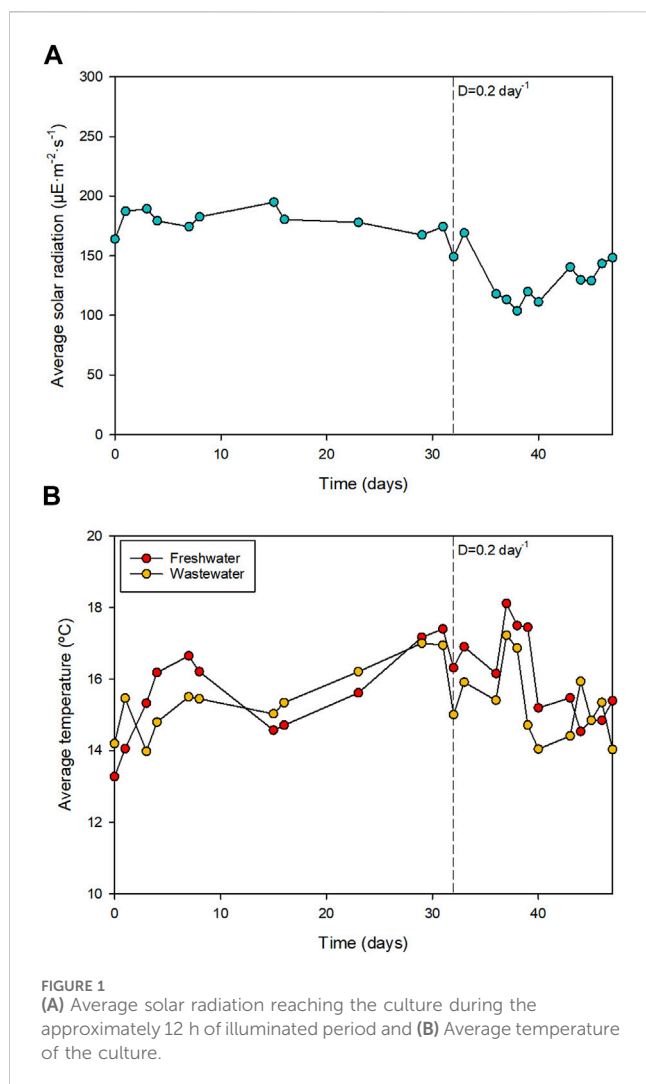 A
300
250
200
150
100
50
0
Average solar radiation (µE·m⁻²·s⁻¹)
D=0.2 day⁻¹
0 10 20 30 40
Time (days)
B
20
18
16
14
12
10
Average temperature (ºC)
Freshwater
Wastewater
D=0.2 day⁻¹
0 10 20 30 40
Time (days)
FIGURE 1
(A) Average solar radiation reaching the culture during the
approximately 12 h of illuminated period and (B) Average temperature
of the culture.